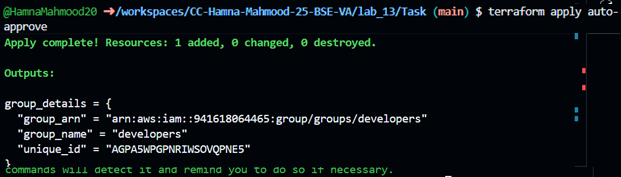 @HamnaMahmood20 ➜/workspaces/CC-Hamna-Mahmood-25-BSE-VA/lab_13/Task (main) $ terraform apply auto-
approve
Apply complete! Resources: 1 added, 0 changed, 0 destroyed.
Outputs:
group_details = {
"group_arn" = "arn:aws:iam::941618064465:group/groups/developers"
"group_name" = "developers"
"unique_id" = "AGPA5WPGPNRIWSOVQPNE5"
}
commands will detect it and remind you to do so if necessary.